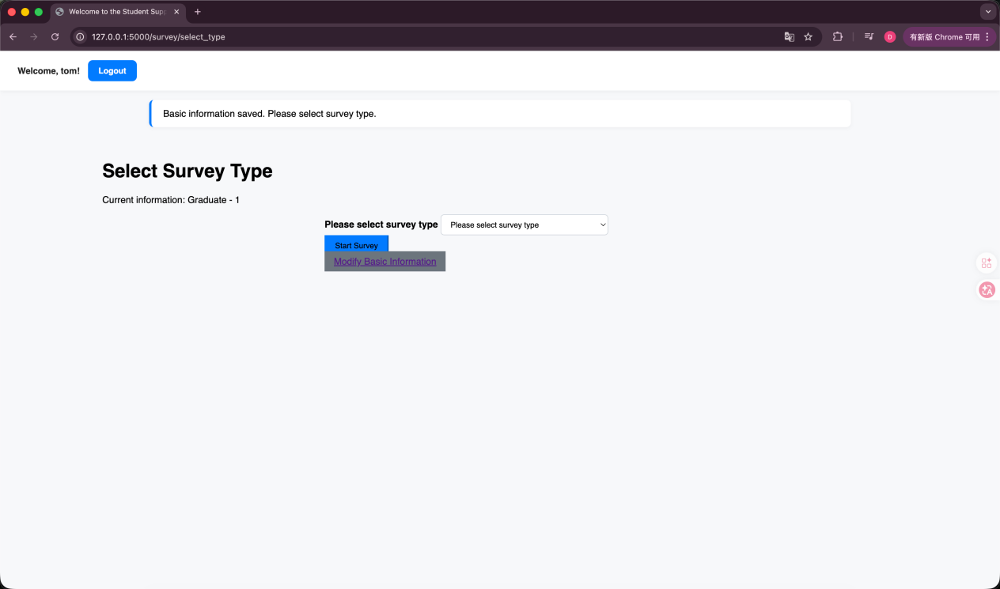 Welcome to the Student Sup
127.0.0.1:5000/survey/select_type
D
有新版 Chrome 可用
Welcome, tom!
Logout
Basic information saved. Please select survey type.
Select Survey Type
Current information: Graduate - 1
Please select survey type
Please select survey type
Start Survey
Modify Basic Information